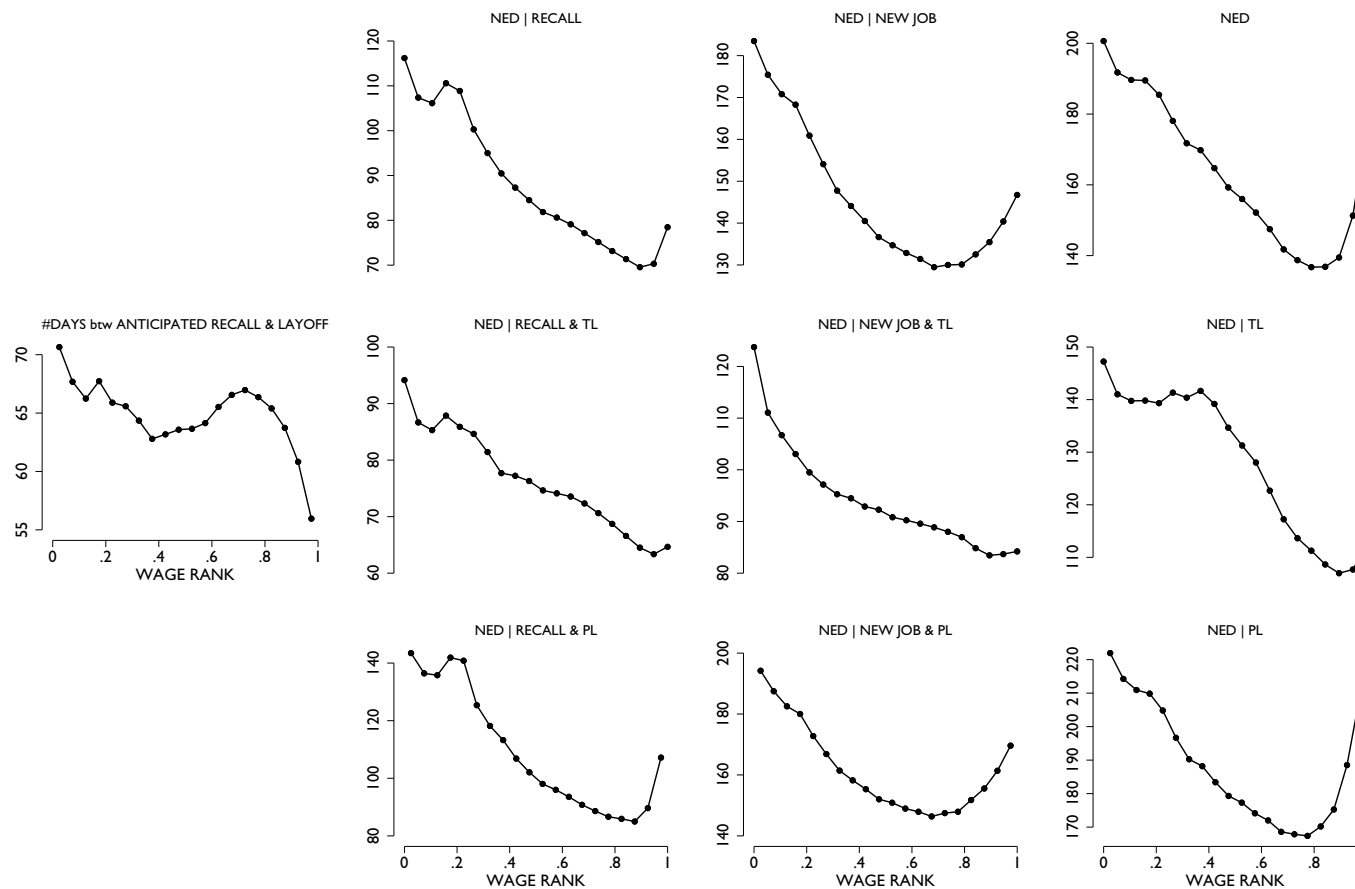 NED | RECALL
120
110
100
90
80
70
NED | NEW JOB
180
170
160
150
140
130
NED
200
180
160
140
#DAYS btw ANTICIPATED RECALL & LAYOFF
70
65
60
55
0 .2 .4 .6 .8 1
WAGE RANK
NED | RECALL & TL
100
90
80
70
60
NED | NEW JOB & TL
120
110
100
90
80
NED | TL
150
140
130
120
110
NED | RECALL & PL
140
120
100
80
0 .2 .4 .6 .8 1
WAGE RANK
NED | NEW JOB & PL
200
180
160
140
0 .2 .4 .6 .8 1
WAGE RANK
NED | PL
220
210
200
190
180
170
0 .2 .4 .6 .8
WAGE RANK